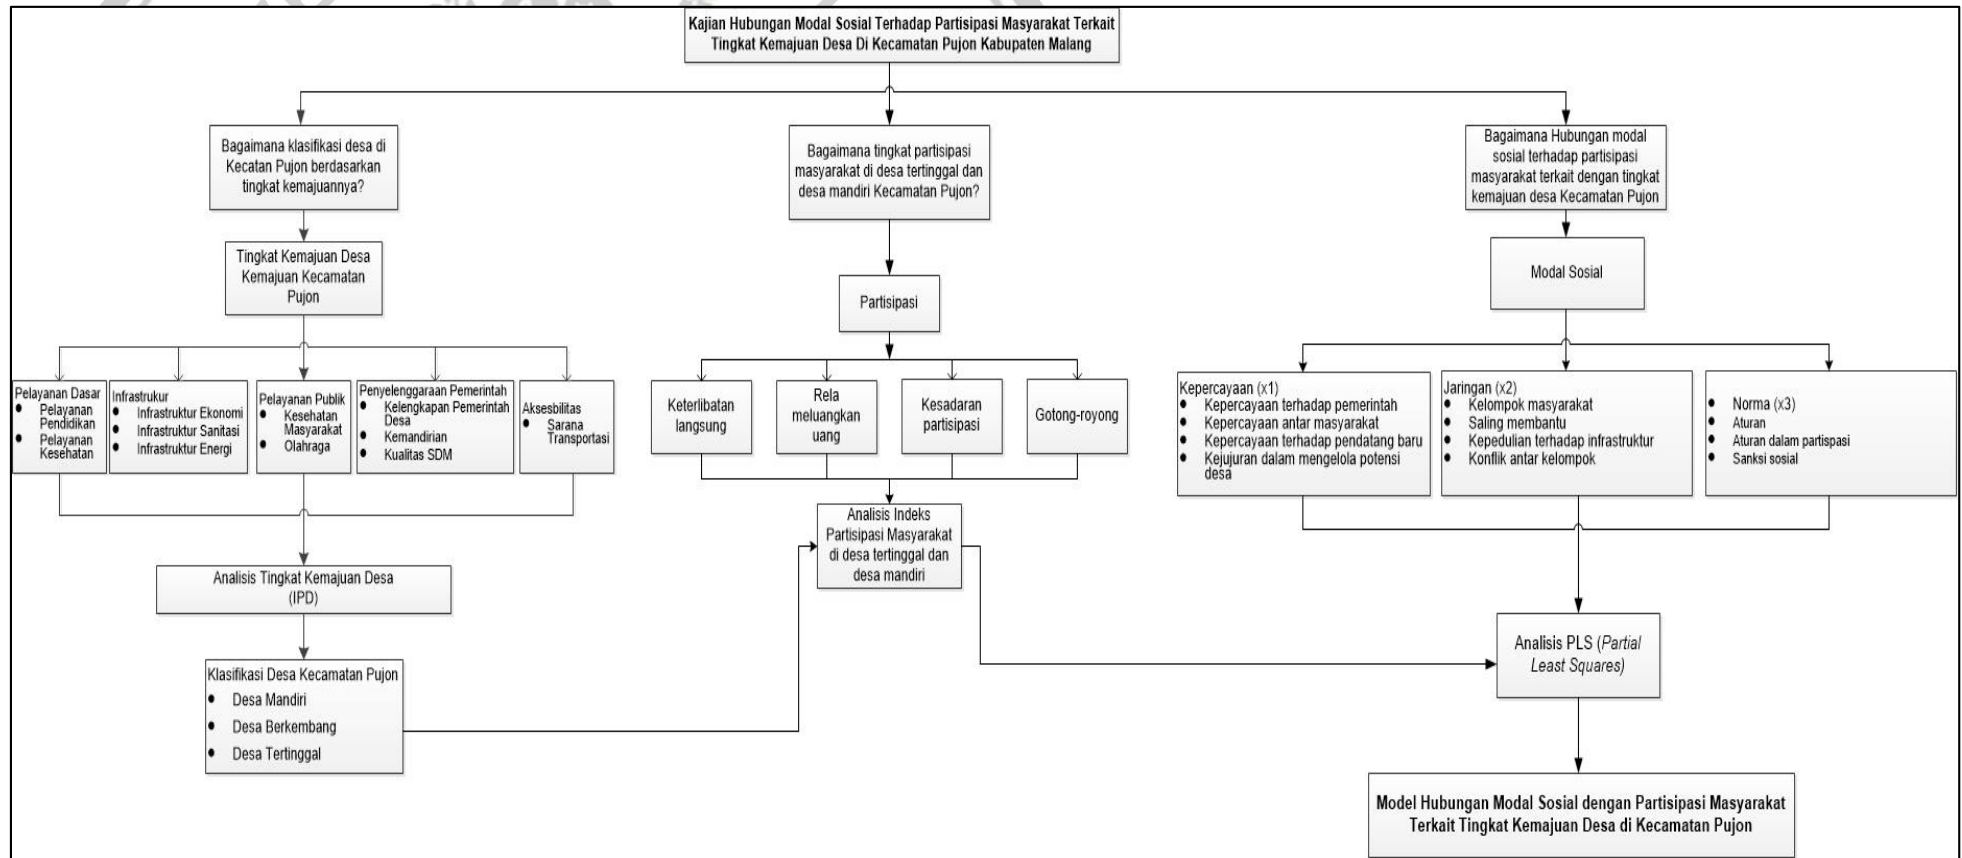 Kajian Hubungan Modal Sosial Terhadap Partisipasi Masyarakat Terkait
Tingkat Kemajuan Desa Di Kecamatan Pujon Kabupaten Malang
Bagaimana klasifikasi desa di
Kecatan Pujon berdasarkan
tingkat kemajuannya?
Bagaimana tingkat partisipasi
masyarakat di desa tertinggal dan
desa mandiri Kecamatan Pujon?
Bagaimana Hubungan modal
sosial terhadap partisipasi
masyarakat terkait dengan tingkat
kemajuan desa Kecamatan Pujon
Tingkat Kemajuan Desa
Kemajuan Kecamatan
Pujon
Partisipasi
Modal Sosial
Pelayanan Dasar
● Pelayanan
Pendidikan
● Pelayanan
Kesehatan
Infrastrukur
● Infrastruktur Ekonomi
● Infrastruktur Sanitasi
● Infrastruktur Energi
Pelayanan Publik
● Kesehatan
Masyarakat
● Olahraga
Penyelenggaraan Pemerintah
● Kelengkapan Pemerintah
Desa
● Kemandirian
● Kualitas SDM
Aksesbilitas
● Sarana
Transportasi
Keterlibatan
langsung
Rela
meluangkan
uang
Kesadaran
partisipasi
Gotong-royong
Kepercayaan (x1)
● Kepercayaan terhadap pemerintah
● Kepercayaan antar masyarakat
● Kepercayaan terhadap pendatang baru
● Kejujuran dalam mengelola potensi
desa
Jaringan (x2)
● Kelompok masyarakat
● Saling membantu
● Kepedulian terhadap infrastruktur
● Konflik antar kelompok
● Norma (x3)
● Aturan
● Aturan dalam partispasi
● Sanksi sosial
Analisis Tingkat Kemajuan Desa
(IPD)
Analisis Indeks
Partisipasi Masyarakat
di desa tertinggal dan
desa mandiri
Klasifikasi Desa Kecamatan Pujon
● Desa Mandiri
● Desa Berkembang
● Desa Tertinggal
Analisis PLS (Partial
Least Squares)
Model Hubungan Modal Sosial dengan Partisipasi Masyarakat
Terkait Tingkat Kemajuan Desa di Kecamatan Pujon